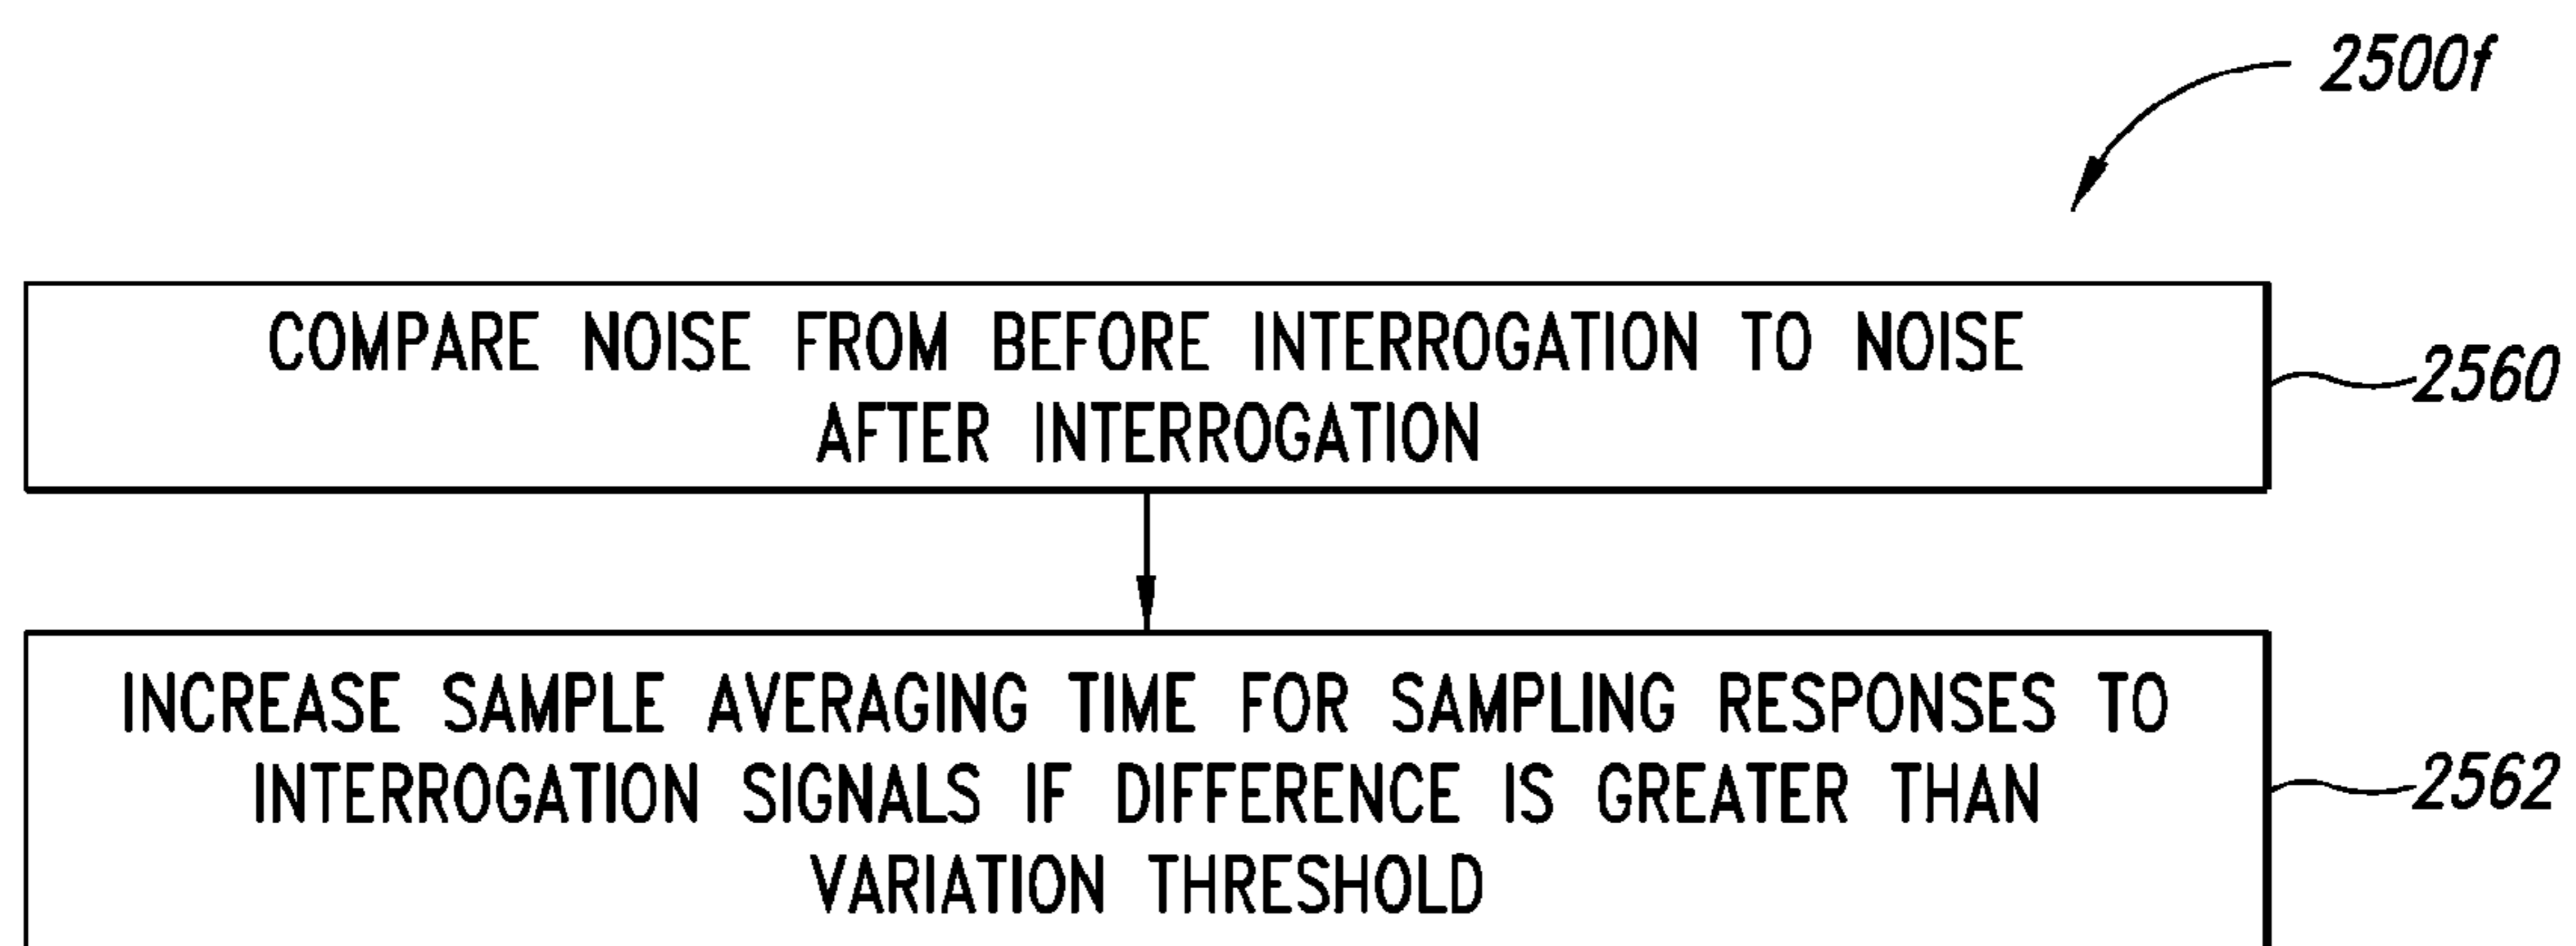 2500f
COMPARE NOISE FROM BEFORE INTERROGATION TO NOISE
AFTER INTERROGATION
2560
INCREASE SAMPLE AVERAGING TIME FOR SAMPLING RESPONSES TO
INTERROGATION SIGNALS IF DIFFERENCE IS GREATER THAN
VARIATION THRESHOLD
2562